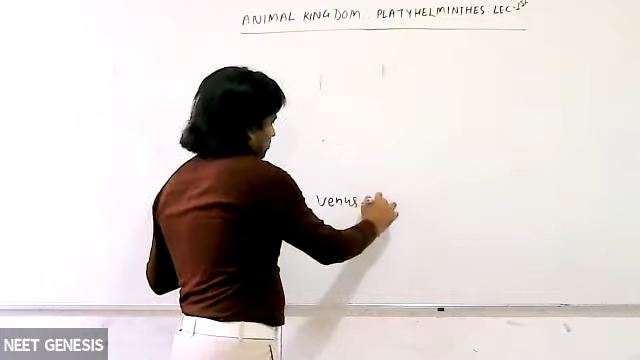 ANIMAL KINGDOM : PLATYHELMINTHES : LEC-1st
Venus
NEET GENESIS